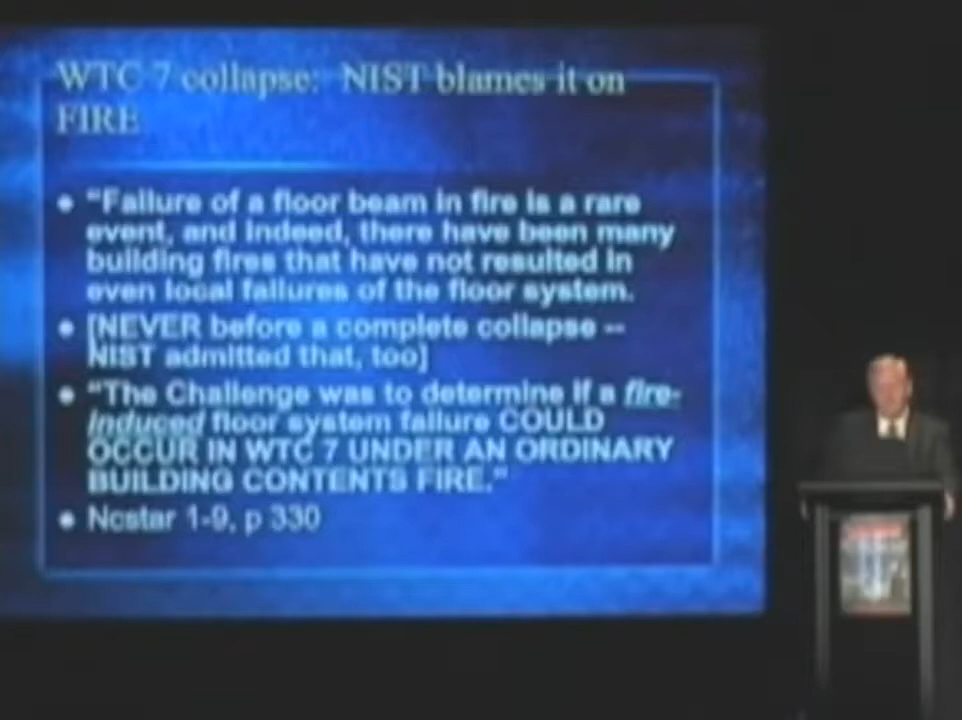 WTC 7 collapse: NIST blames it on
FIRE
• "Failure of a floor beam in fire is a rare
event, and indeed, there have been many
building fires that have not resulted in
even local failures of the floor system.
• [NEVER before a complete collapse --
NIST admitted that, too]
• "The Challenge was to determine if a fire-
induced floor system failure COULD
OCCUR IN WTC 7 UNDER AN ORDINARY
BUILDING CONTENTS FIRE."
• Ncstar 1-9, p 330